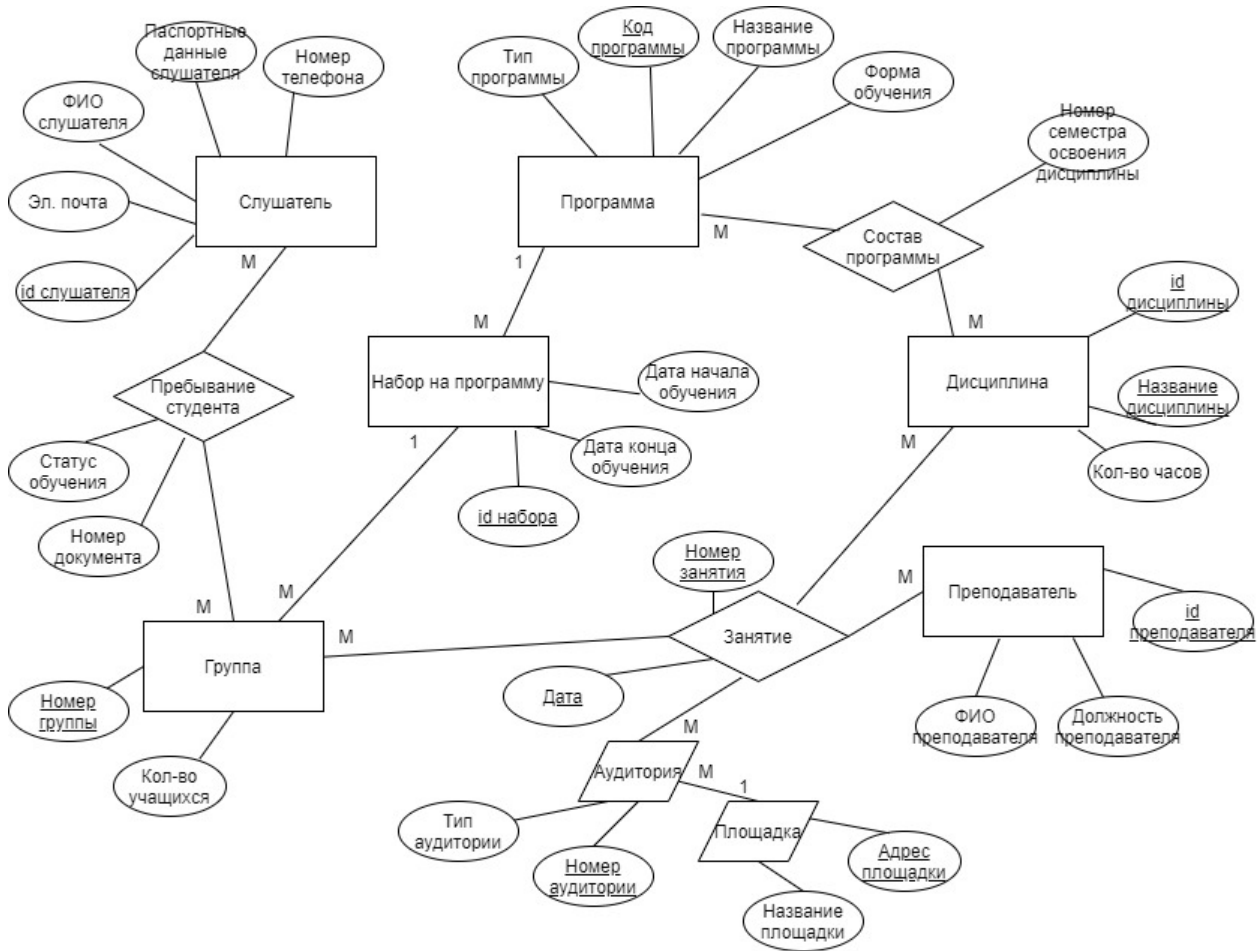 Паспортные
данные
слушателя
Номер
телефона
ФИО
слушателя
Эл. почта
id слушателя
Слушатель
М
Тип
программы
Код
программы
Название
программы
Форма
обучения
Программа
М
1
Номер
семестра
освоения
дисциплины
Состав
программы
М
id
дисциплины
Название
дисциплины
Кол-во часов
Дисциплина
М
М
Набор на программу
1
Дата начала
обучения
Дата конца
обучения
id набора
Пребывание
студента
Статус
обучения
Номер
документа
М
М
Группа
М
Номер
группы
Кол-во
учащихся
Номер
занятия
Занятие
Дата
М
Преподаватель
id
преподавателя
ФИО
преподавателя
Должность
преподавателя
М
Аудитория
М
1
Тип
аудитории
Номер
аудитории
Площадка
Адрес
площадки
Название
площадки